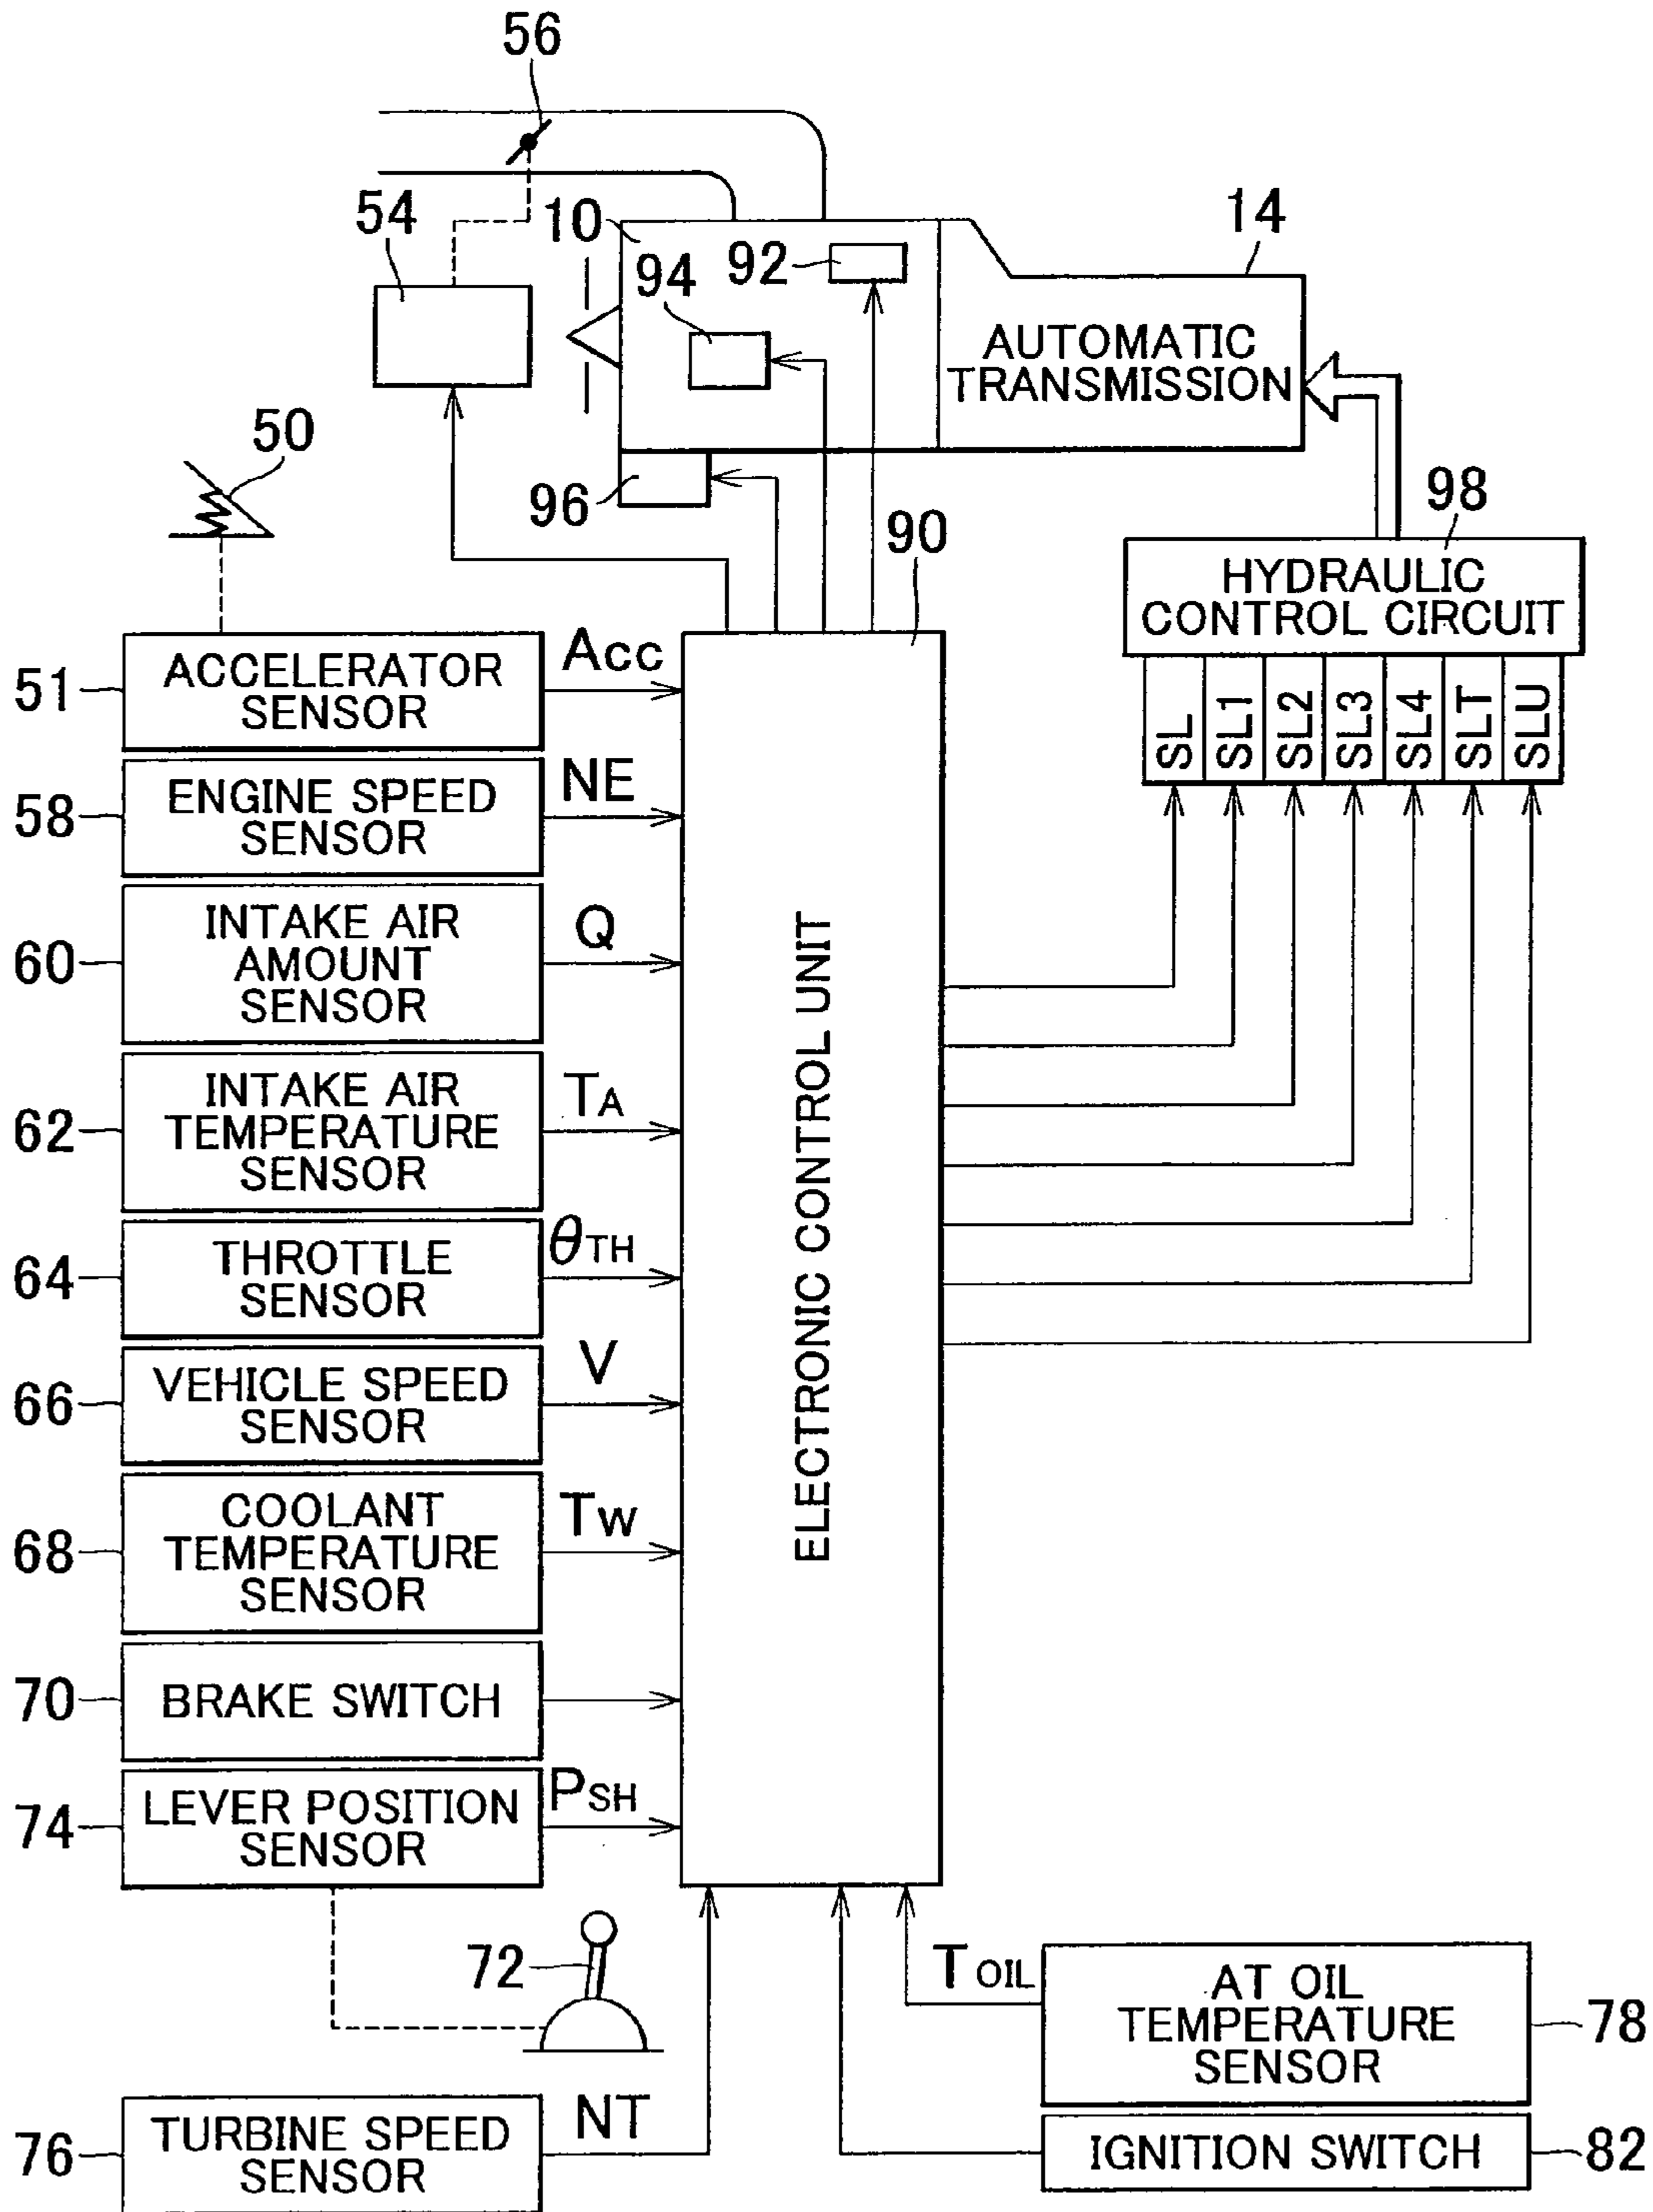 56
54
10
92
94
14
AUTOMATIC
TRANSMISSION
50
96
90
98
HYDRAULIC
CONTROL CIRCUIT
SL
SL1
SL2
SL3
SL4
SLT
SLU
51
ACCELERATOR
SENSOR
Acc
58
ENGINE SPEED
SENSOR
NE
60
INTAKE AIR
AMOUNT
SENSOR
Q
62
INTAKE AIR
TEMPERATURE
SENSOR
TA
64
THROTTLE
SENSOR
θTH
66
VEHICLE SPEED
SENSOR
V
68
COOLANT
TEMPERATURE
SENSOR
Tw
70
BRAKE SWITCH
74
LEVER POSITION
SENSOR
PSH
ELECTRONIC CONTROL UNIT
72
76
TURBINE SPEED
SENSOR
NT
TOIL
AT OIL
TEMPERATURE
SENSOR
78
IGNITION SWITCH
82